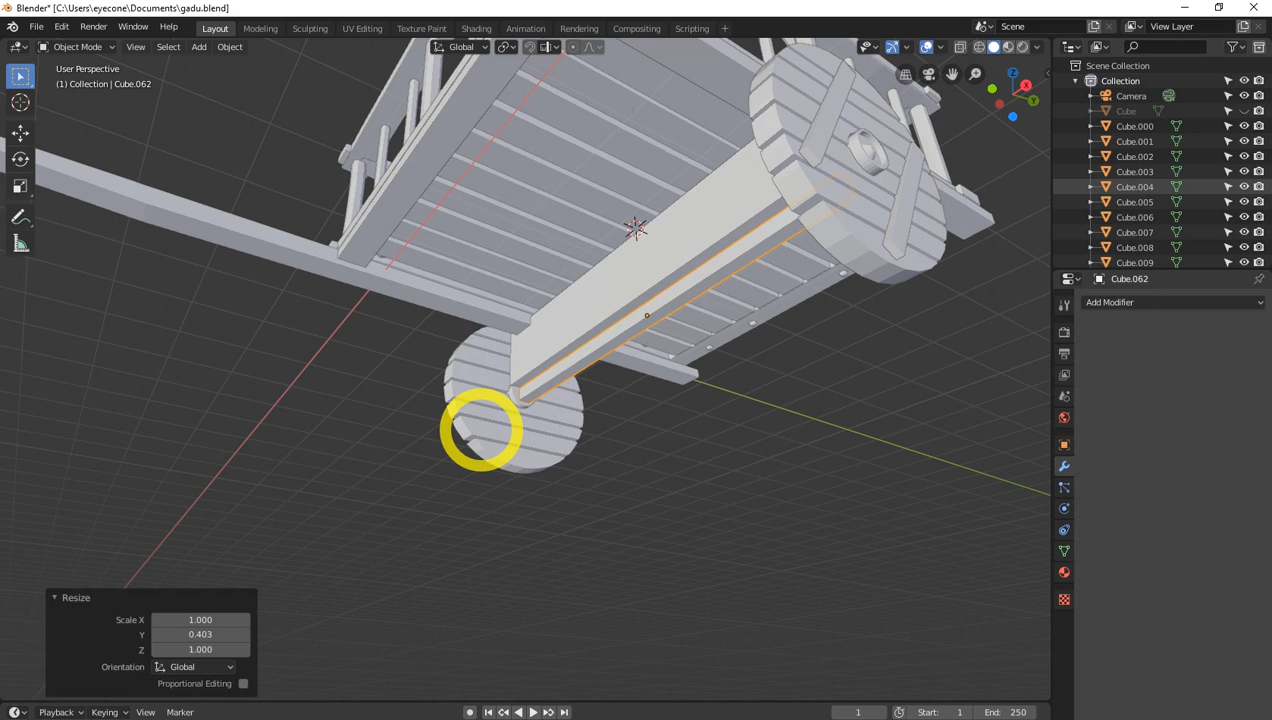 Blender* [C:\Users\eyecone\Documents\gadu.blend]
File Edit Render Window Help
Layout Modeling Sculpting UV Editing Texture Paint Shading Animation Rendering Compositing Scripting +
Scene
View Layer
Object Mode View Select Add Object
Global
User Perspective
(1) Collection | Cube.062
X
Y
Z
Scene Collection
Collection
Camera
Cube
Cube.000
Cube.001
Cube.002
Cube.003
Cube.004
Cube.005
Cube.006
Cube.007
Cube.008
Cube.009
Cube.062
Add Modifier
Resize
Scale X 1.000
Y 0.403
Z 1.000
Orientation Global
Proportional Editing
Playback Keying View Marker
1
Start: 1
End: 250